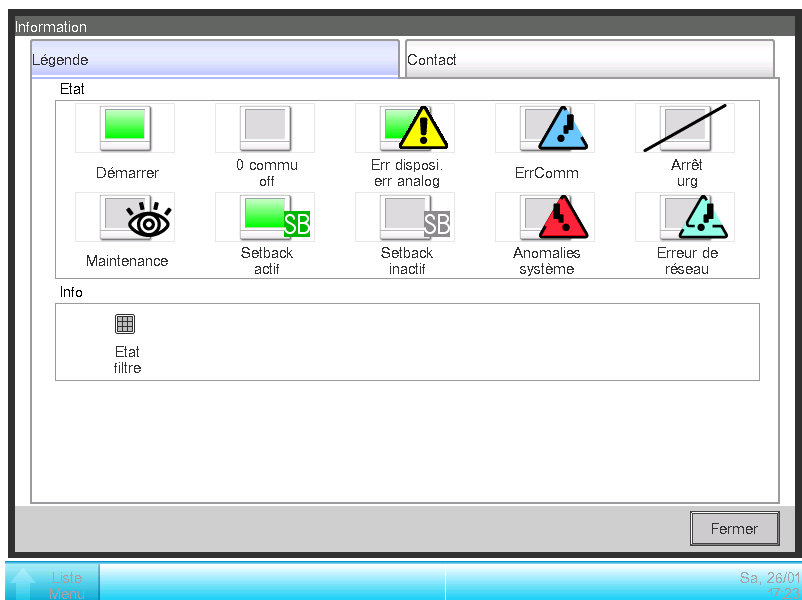 Information
Légende
Contact
Etat
Démarrer
0 commu
off
Err disposi.
err analog
ErrComm
Arrêt
urg
Maintenance
SB
Setback
actif
SB
Setback
inactif
Anomalies
système
Erreur de
réseau
Info
Etat
filtre
Fermer
Liste
Menu
Sa, 26/01
17:23